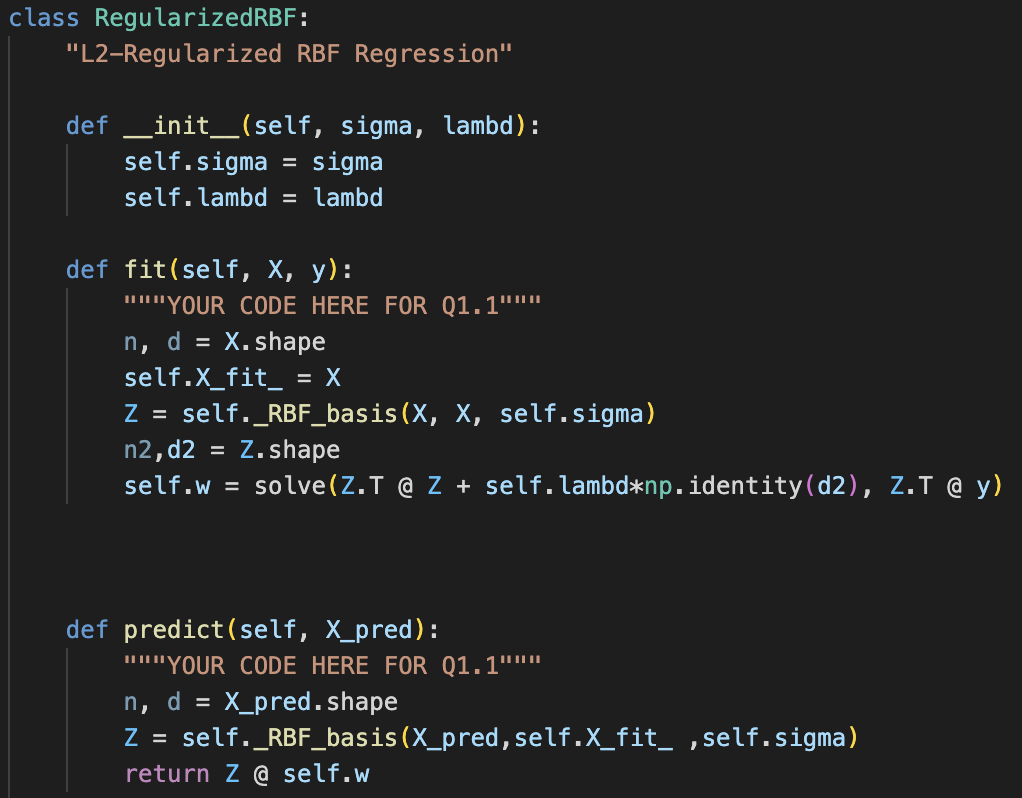 class RegularizedRBF:
    "L2-Regularized RBF Regression"
    def __init__(self, sigma, lambd):
        self.sigma = sigma
        self.lambd = lambd
    def fit(self, X, y):
        """YOUR CODE HERE FOR Q1.1"""
        n, d = X.shape
        self.X_fit_ = X
        Z = self._RBF_basis(X, X, self.sigma)
        n2,d2 = Z.shape
        self.w = solve(Z.T @ Z + self.lambd*np.identity(d2), Z.T @ y)
    def predict(self, X_pred):
        """YOUR CODE HERE FOR Q1.1"""
        n, d = X_pred.shape
        Z = self._RBF_basis(X_pred,self.X_fit_ ,self.sigma)
        return Z @ self.w